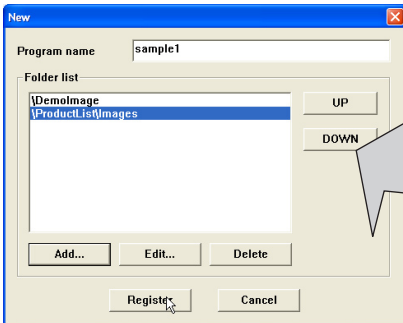 New
Program name sample1
Folder list
\DemoImage
\ProductList\Images
UP
DOWN
Add... Edit... Delete
Register Cancel